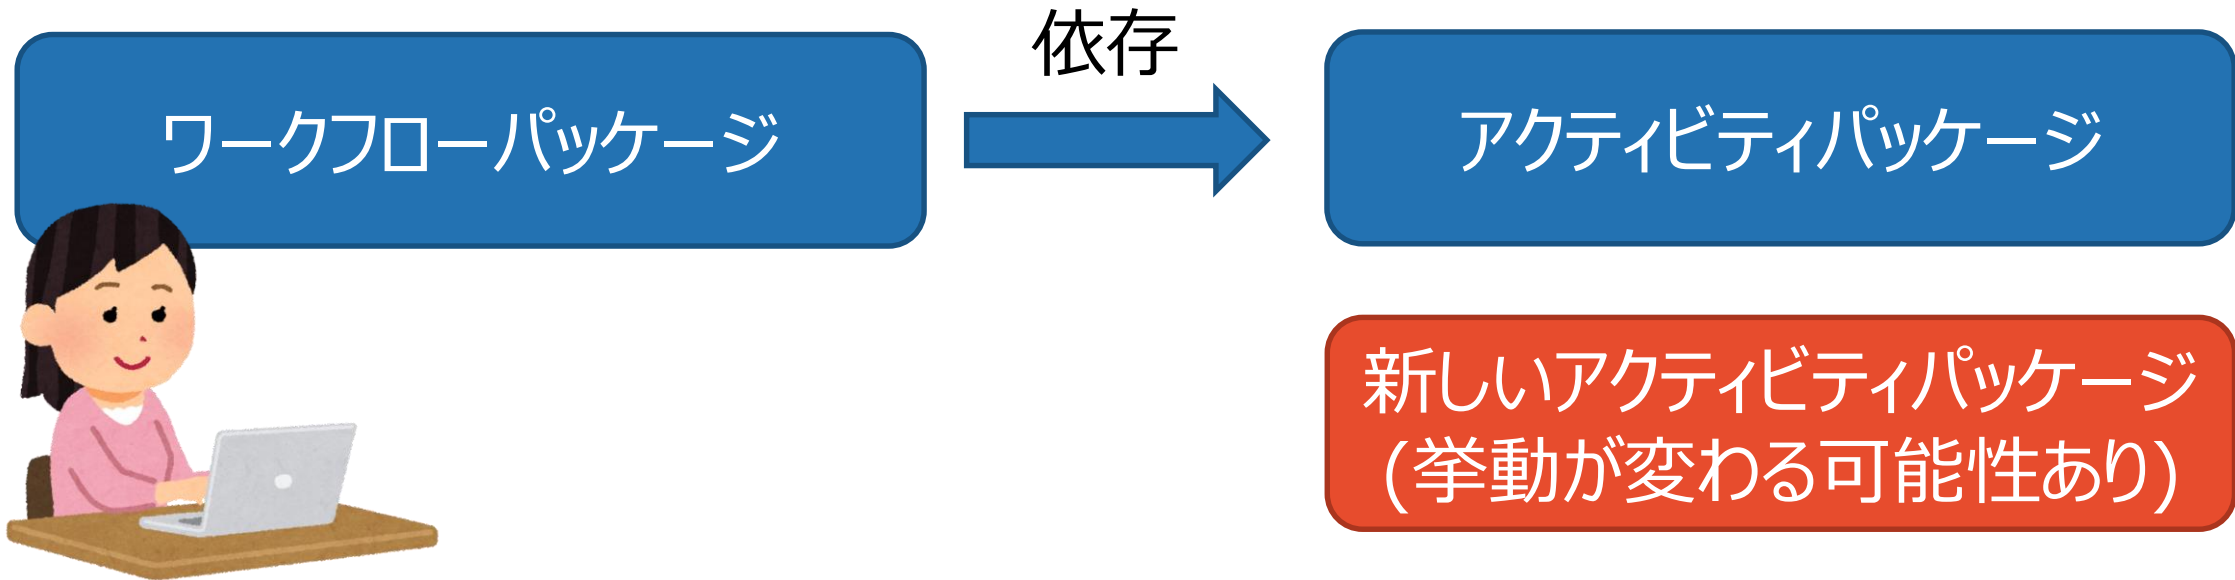 依存
ワークフローパッケージ
アクティビティパッケージ
新しいアクティビティパッケージ
(挙動が変わる可能性あり)